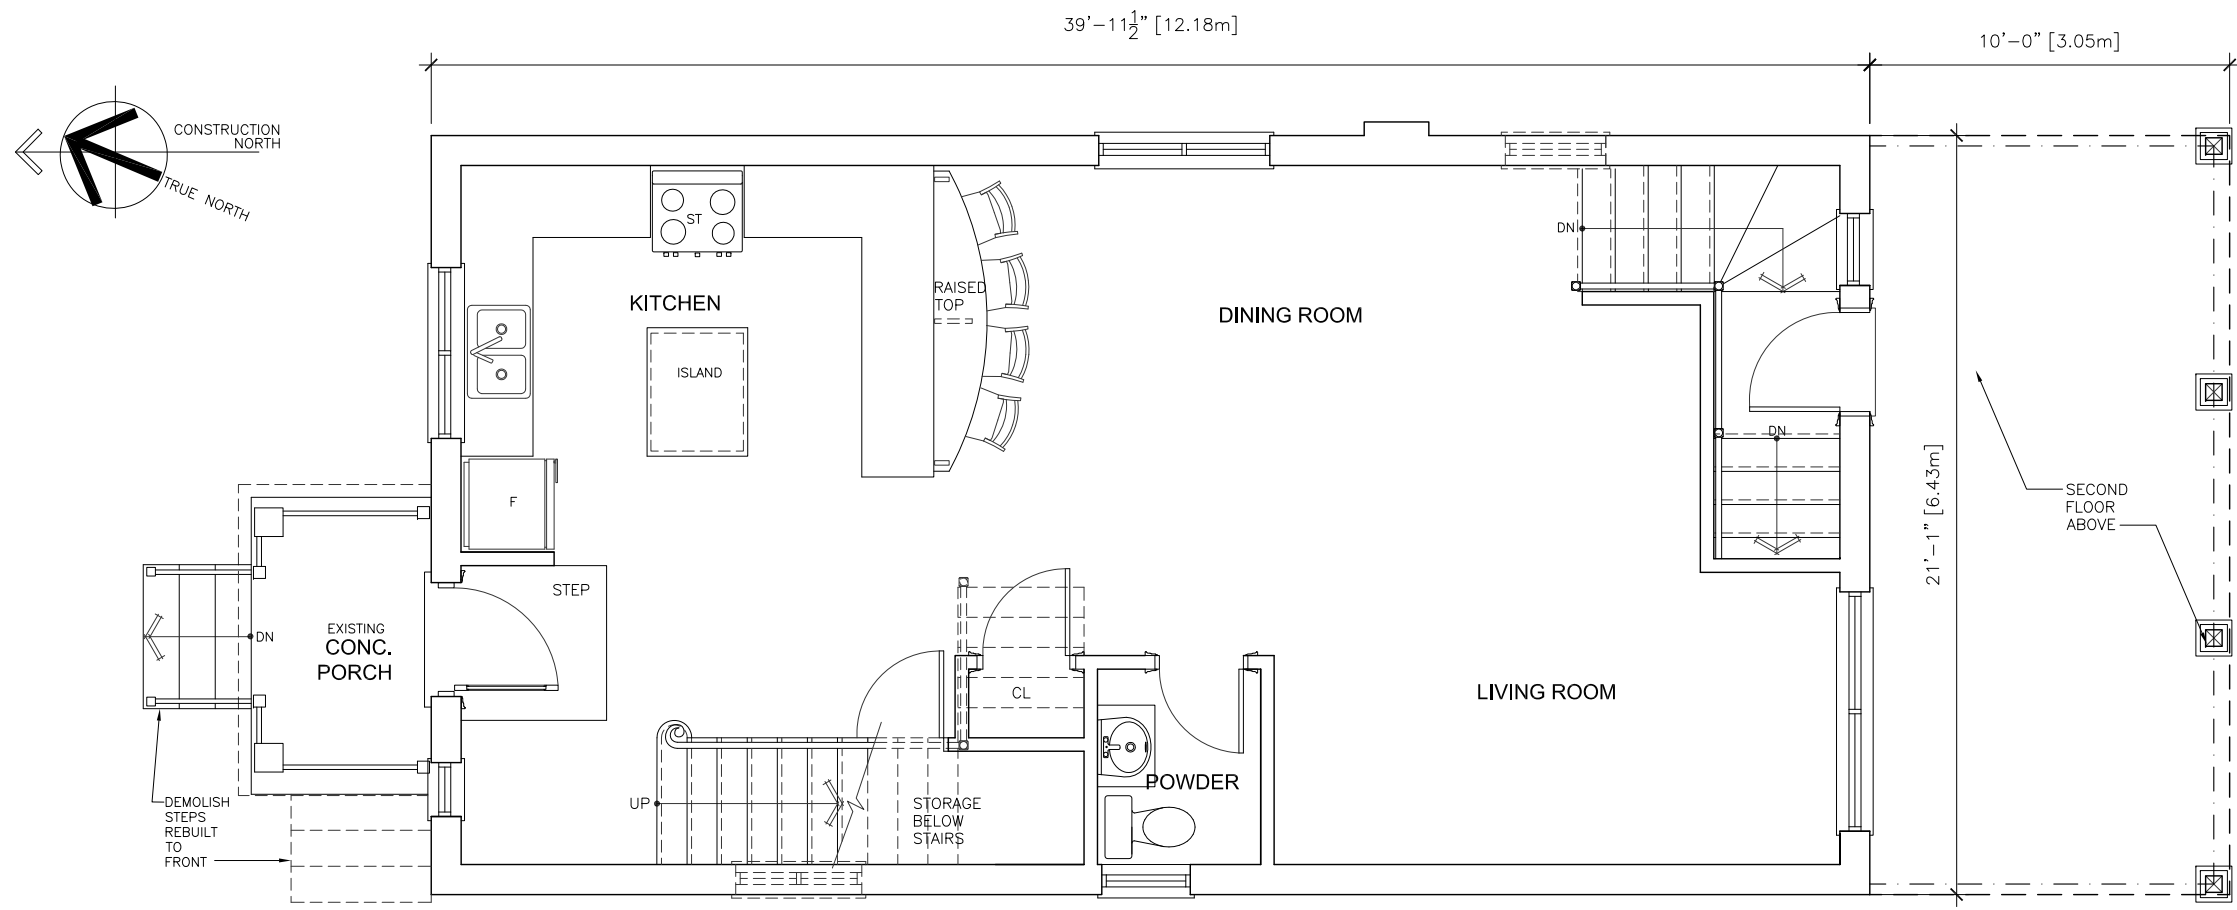 39'-11 1/2" [12.18m]
10'-0" [3.05m]
CONSTRUCTION
NORTH
TRUE NORTH
ST
DN
KITCHEN
RAISED
TOP
DINING ROOM
ISLAND
DN
21'-1" [6.43m]
SECOND
FLOOR
ABOVE
F
STEP
EXISTING
CONC.
PORCH
DN
CL
LIVING ROOM
POWDER
UP
STORAGE
BELOW
STAIRS
DEMOLISH
STEPS
REBUILT
TO
FRONT